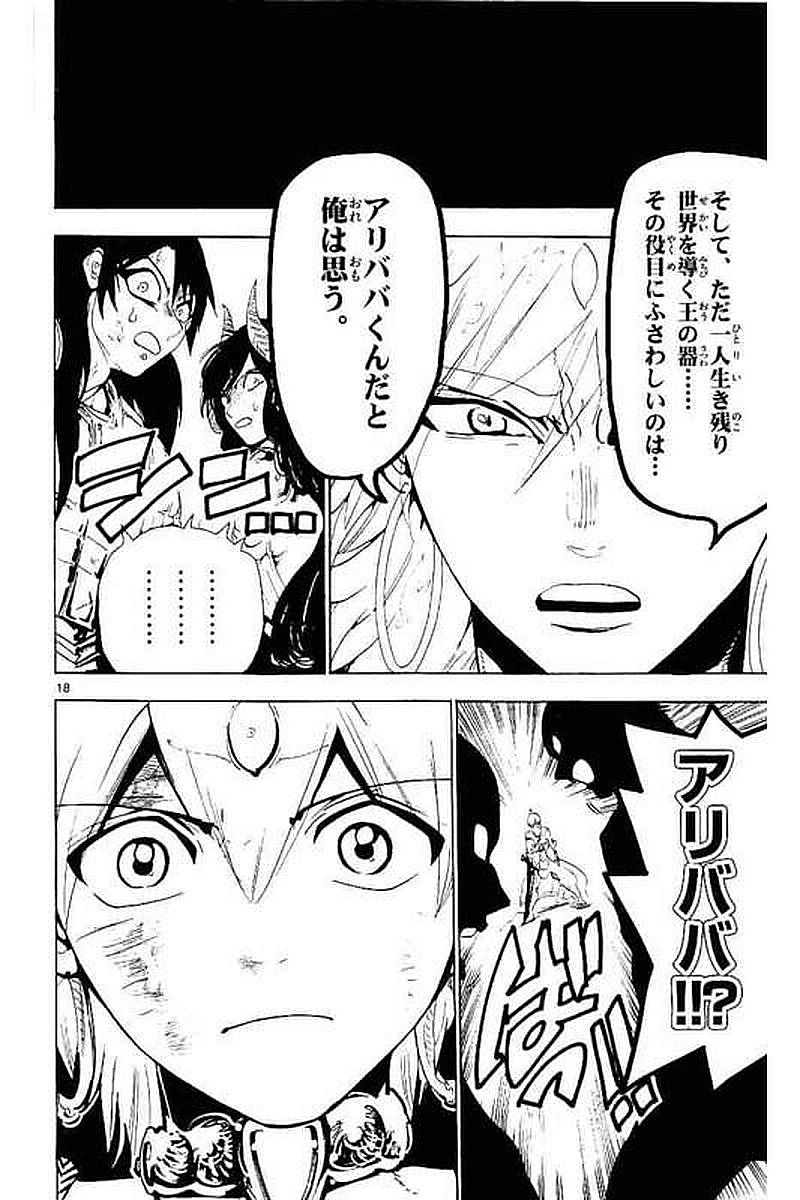 そして、ただ一人生き残り
世界を導く王の器……
その役目にふさわしいのは…
アリババくんだと
俺は思う。
シン…
………
………
………
18
アリババ!!?
ばっ!!